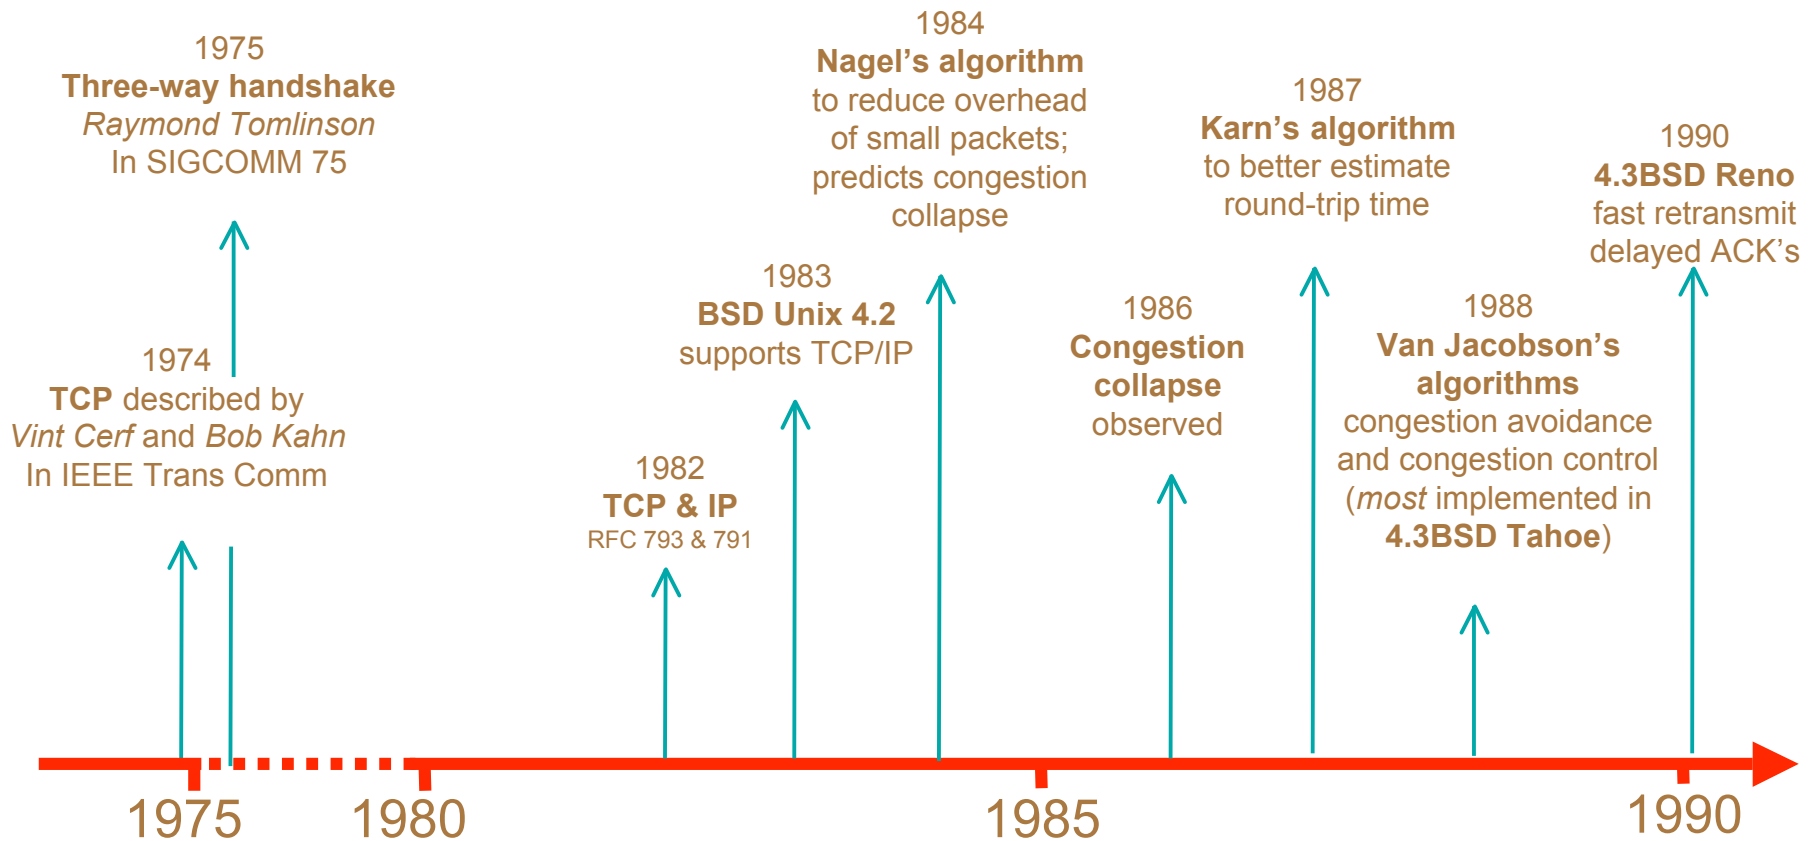 1975
Three-way handshake
Raymond Tomlinson
In SIGCOMM 75
1974
TCP described by
Vint Cerf and Bob Kahn
In IEEE Trans Comm
1982
TCP & IP
RFC 793 & 791
1983
BSD Unix 4.2
supports TCP/IP
1984
Nagel’s algorithm
to reduce overhead
of small packets;
predicts congestion
collapse
1986
Congestion
collapse
observed
1987
Karn’s algorithm
to better estimate
round-trip time
1988
Van Jacobson’s
algorithms
congestion avoidance
and congestion control
(most implemented in
4.3BSD Tahoe)
1990
4.3BSD Reno
fast retransmit
delayed ACK’s
1975
1980
1985
1990